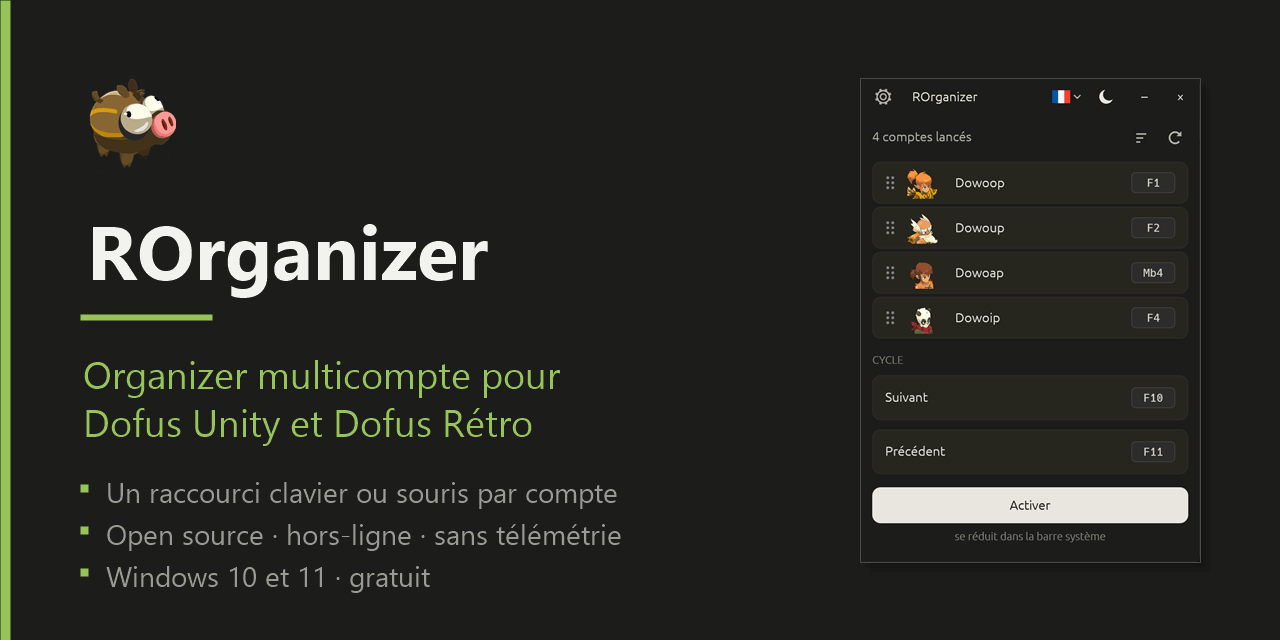 ROrganizer
Organizer multicompte pour
Dofus Unity et Dofus Rétro
Un raccourci clavier ou souris par compte
Open source · hors-ligne · sans télémétrie
Windows 10 et 11 · gratuit
ROrganizer
4 comptes lancés
Dowoop F1
Dowoup F2
Dowoap Mb4
Dowoip F4
CYCLE
Suivant F10
Précédent F11
Activer
se réduit dans la barre système